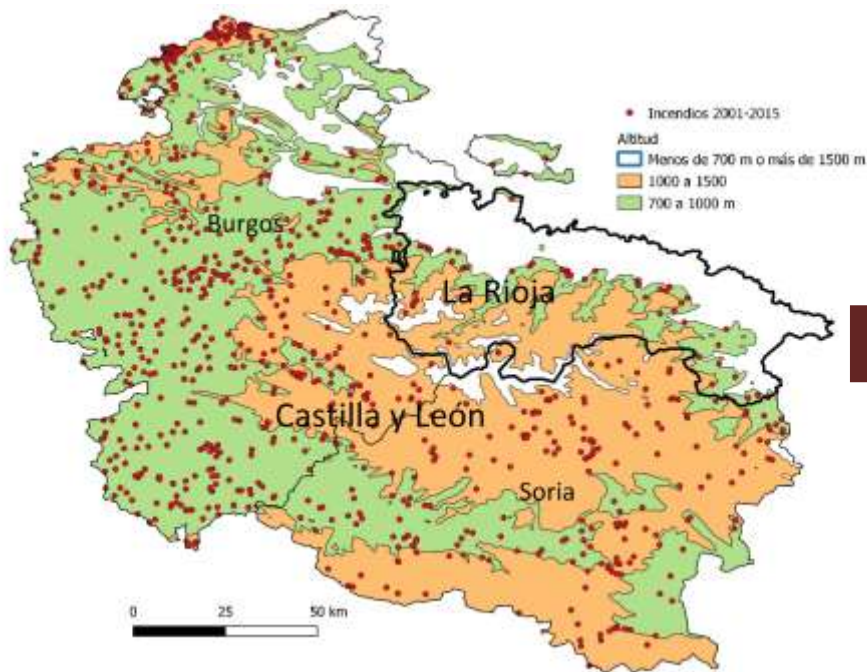 Incendios 2001-2015
Altitud
Menos de 700 m o más de 1500 m
1000 a 1500
700 a 1000 m
Burgos
La Rioja
Castilla y León
Soria
0 25 50 km